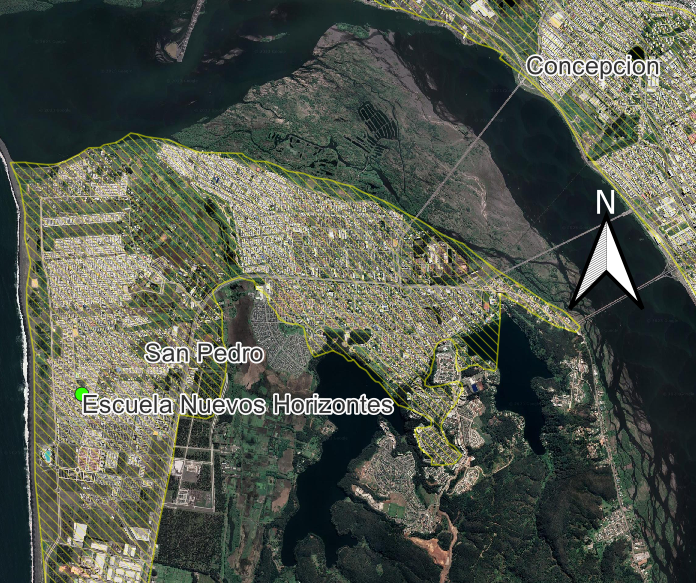 Concepcion
N
San Pedro
Escuela Nuevos Horizontes